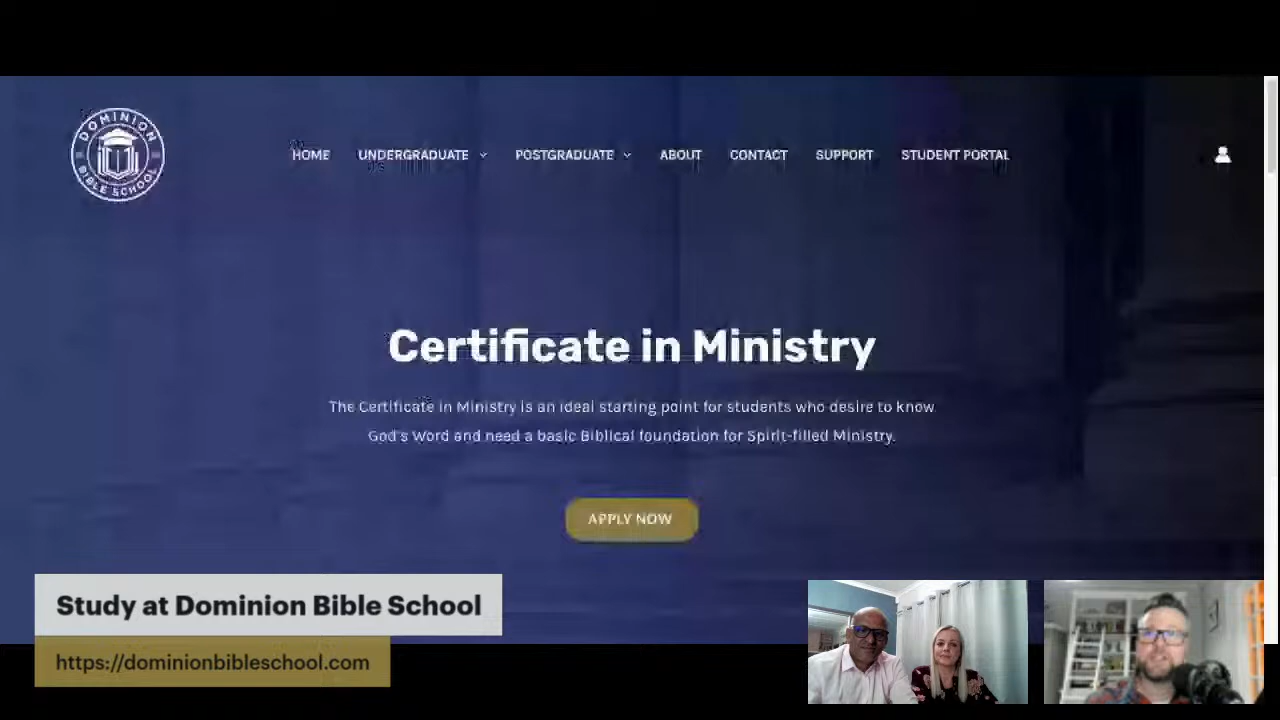 DOMINION
BIBLE SCHOOL
HOME UNDERGRADUATE POSTGRADUATE ABOUT CONTACT SUPPORT STUDENT PORTAL
Certificate in Ministry
The Certificate in Ministry is an ideal starting point for students who desire to know
God's Word and need a basic Biblical foundation for Spirit-filled Ministry.
APPLY NOW
Study at Dominion Bible School
https://dominionbibleschool.com